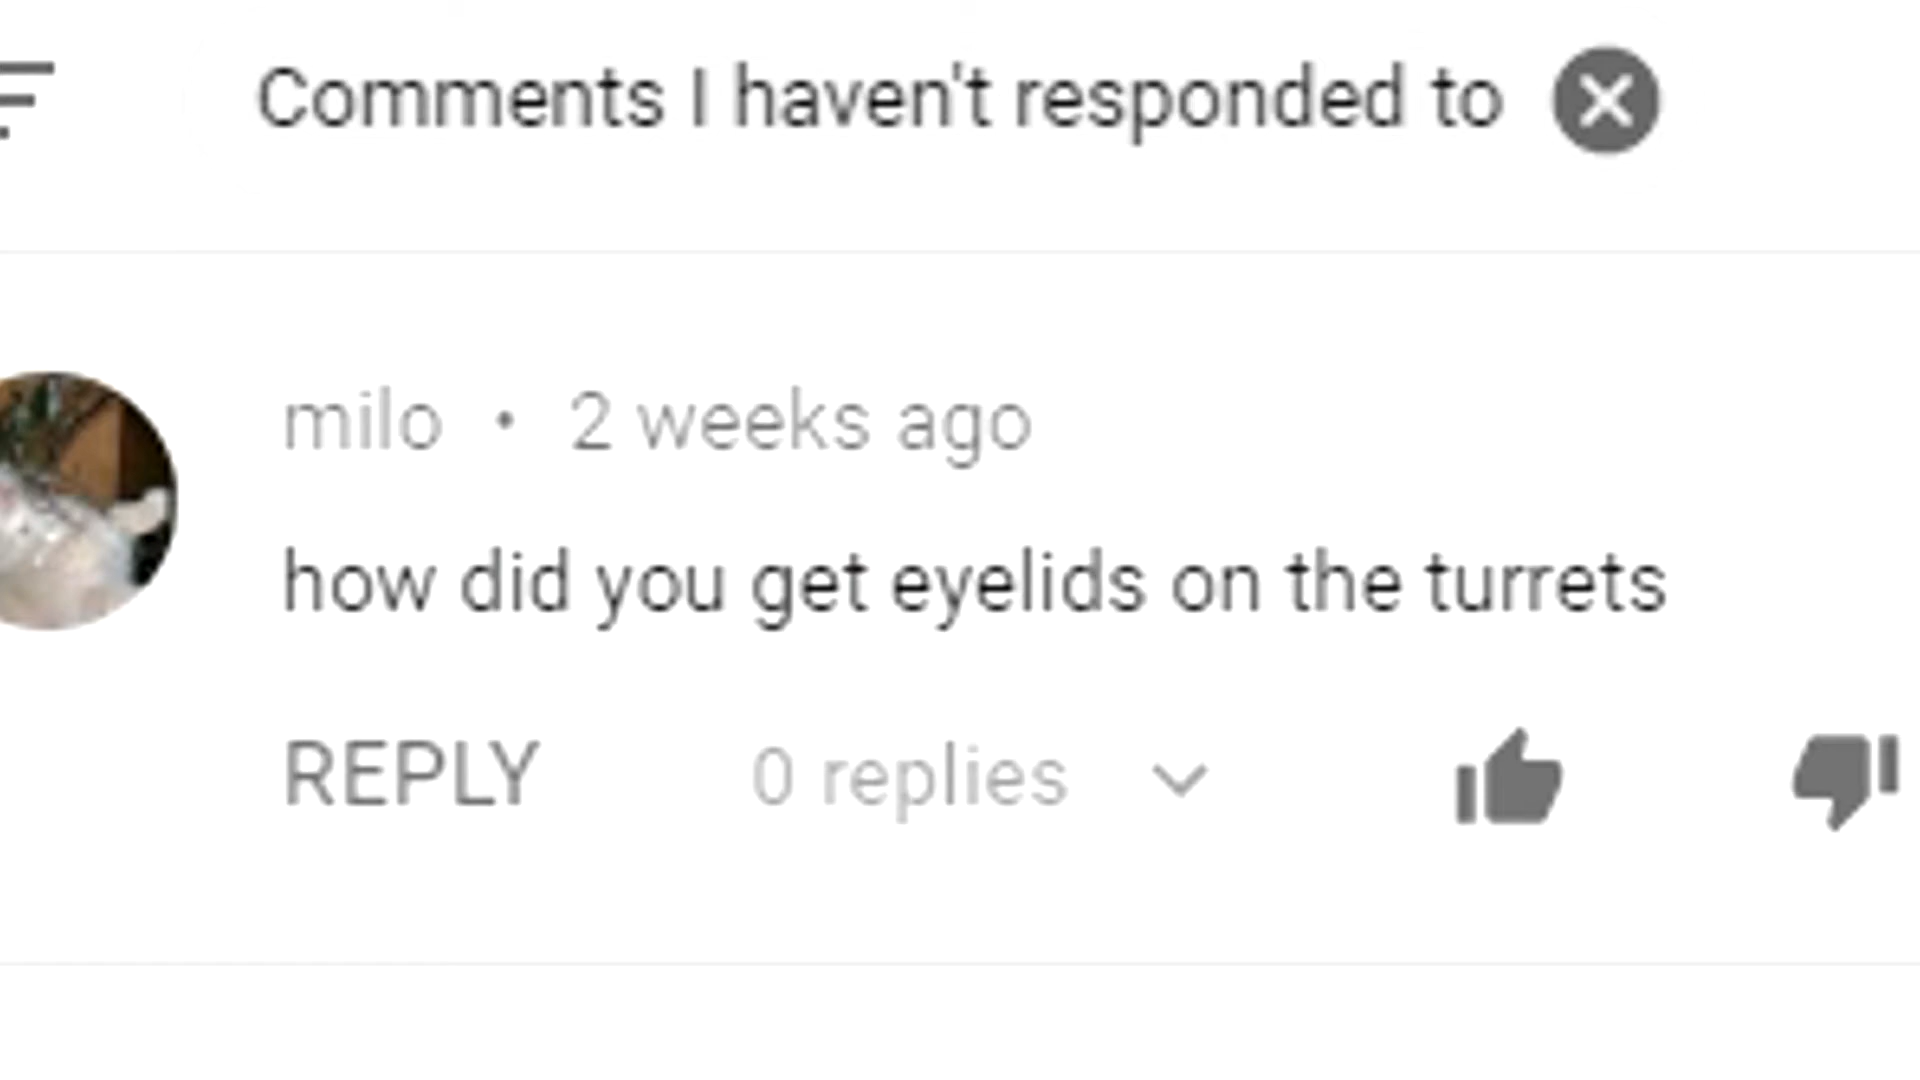 Comments I haven't responded to
milo • 2 weeks ago
how did you get eyelids on the turrets
REPLY 0 replies